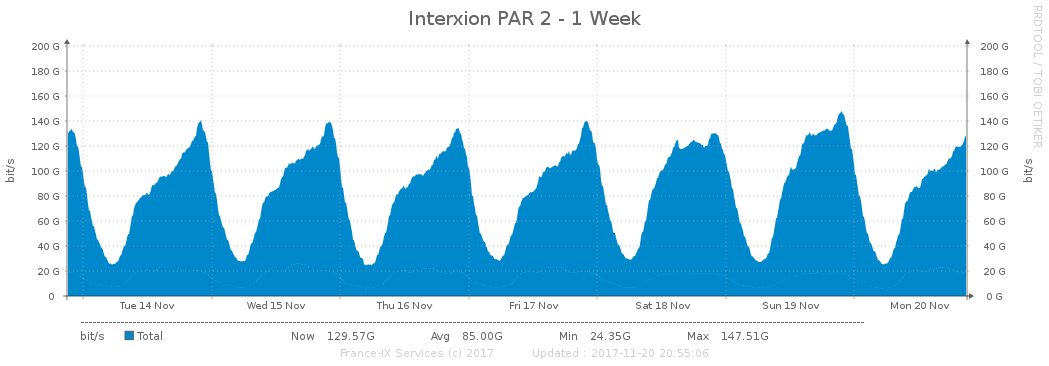 Interxion PAR 2 - 1 Week
RRDTOOL / TOBI OETIKER
200 G 200 G
180 G 180 G
160 G 160 G
140 G 140 G
120 G 120 G
100 G 100 G
80 G 80 G
60 G 60 G
40 G 40 G
20 G 20 G
0 0 G
bit/s
bit/s
Tue 14 Nov Wed 15 Nov Thu 16 Nov Fri 17 Nov Sat 18 Nov Sun 19 Nov Mon 20 Nov
bit/s Total Now 129.57G Avg 85.00G Min 24.35G Max 147.51G
France-IX Services (c) 2017 Updated : 2017-11-20 20:55:06